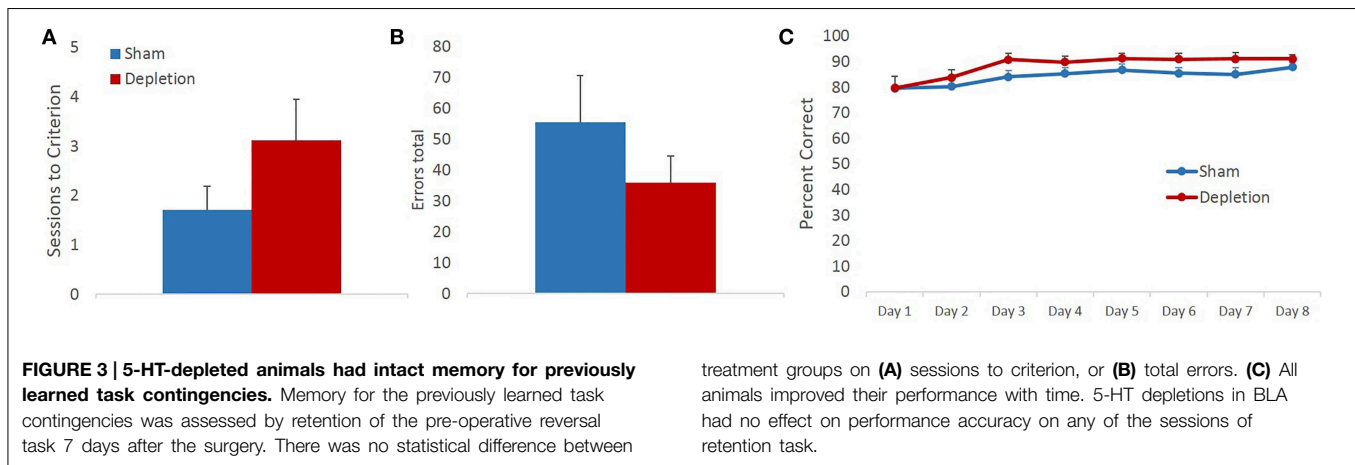 A
5
4
3
2
1
0
Sessions to Criterion
Sham
Depletion
B
80
70
60
50
40
30
20
10
0
Errors total
C
100
90
80
70
60
50
40
30
20
10
0
Percent Correct
Sham
Depletion
Day 1 Day 2 Day 3 Day 4 Day 5 Day 6 Day 7 Day 8
FIGURE 3 | 5-HT-depleted animals had intact memory for previously
learned task contingencies. Memory for the previously learned task
contingencies was assessed by retention of the pre-operative reversal
task 7 days after the surgery. There was no statistical difference between
treatment groups on (A) sessions to criterion, or (B) total errors. (C) All
animals improved their performance with time. 5-HT depletions in BLA
had no effect on performance accuracy on any of the sessions of
retention task.